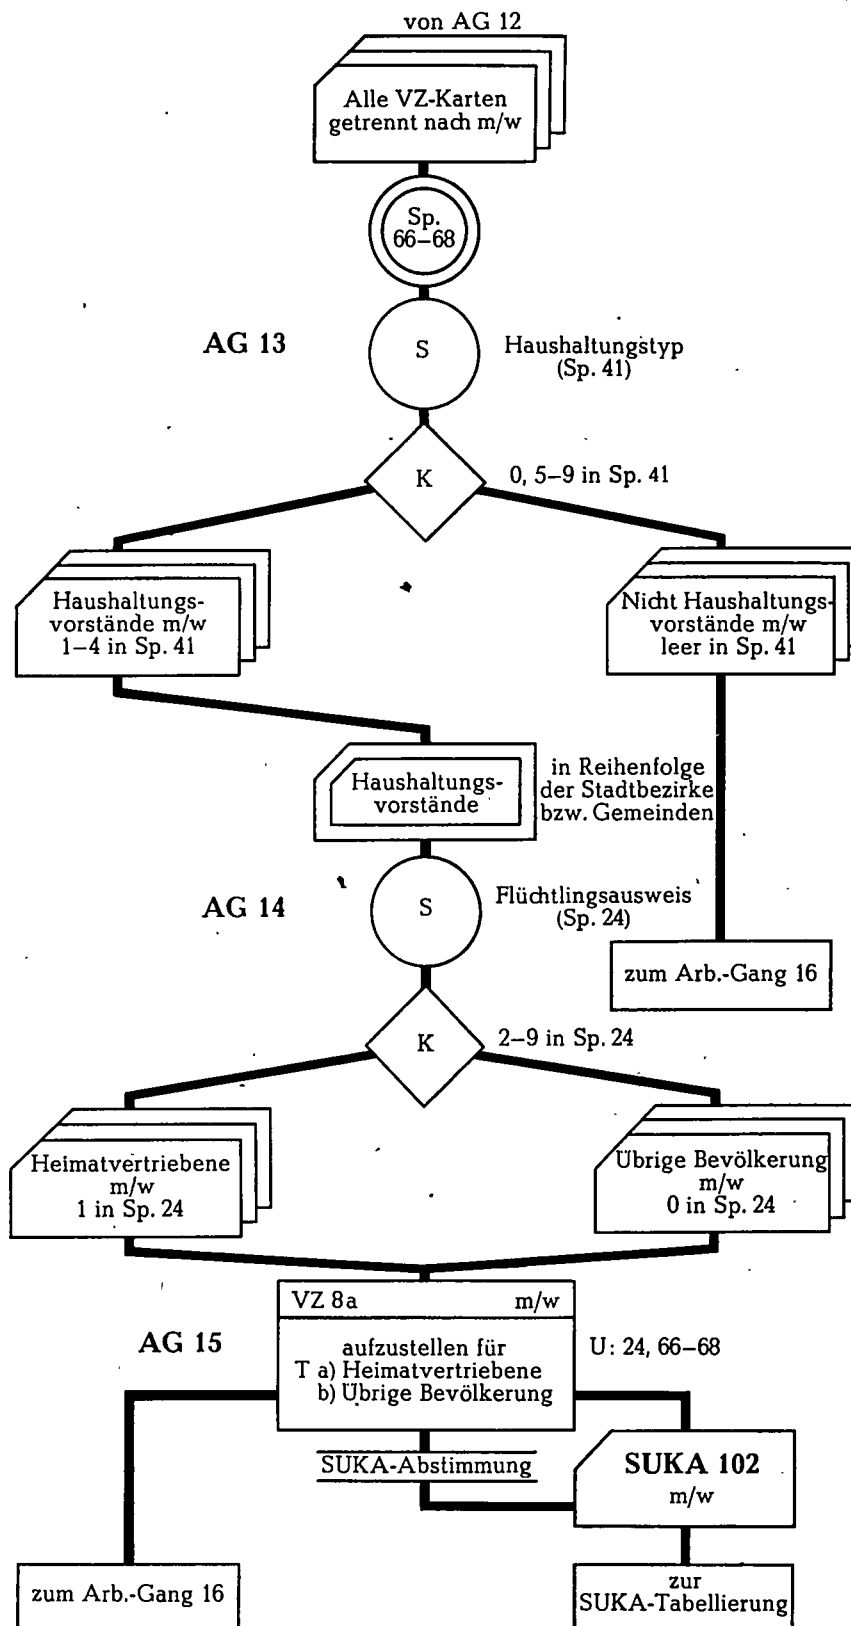 von AG 12
Alle VZ-Karten
getrennt nach m/w
Sp.
66–68
AG 13
S
Haushaltungstyp
(Sp. 41)
K
0, 5–9 in Sp. 41
Haushaltungs-
vorstände m/w
1–4 in Sp. 41
Nicht Haushaltungs-
vorstände m/w
leer in Sp. 41
Haushaltungs-
vorstände
in Reihenfolge
der Stadtbezirke
bzw. Gemeinden
AG 14
S
Flüchtlingsausweis
(Sp. 24)
zum Arb.-Gang 16
K
2–9 in Sp. 24
Heimatvertriebene
m/w
1 in Sp. 24
Übrige Bevölkerung
m/w
0 in Sp. 24
VZ 8a m/w
AG 15
aufzustellen für
T a) Heimatvertriebene
b) Übrige Bevölkerung
U: 24, 66–68
SUKA-Abstimmung
SUKA 102
m/w
zum Arb.-Gang 16
zur
SUKA-Tabellierung